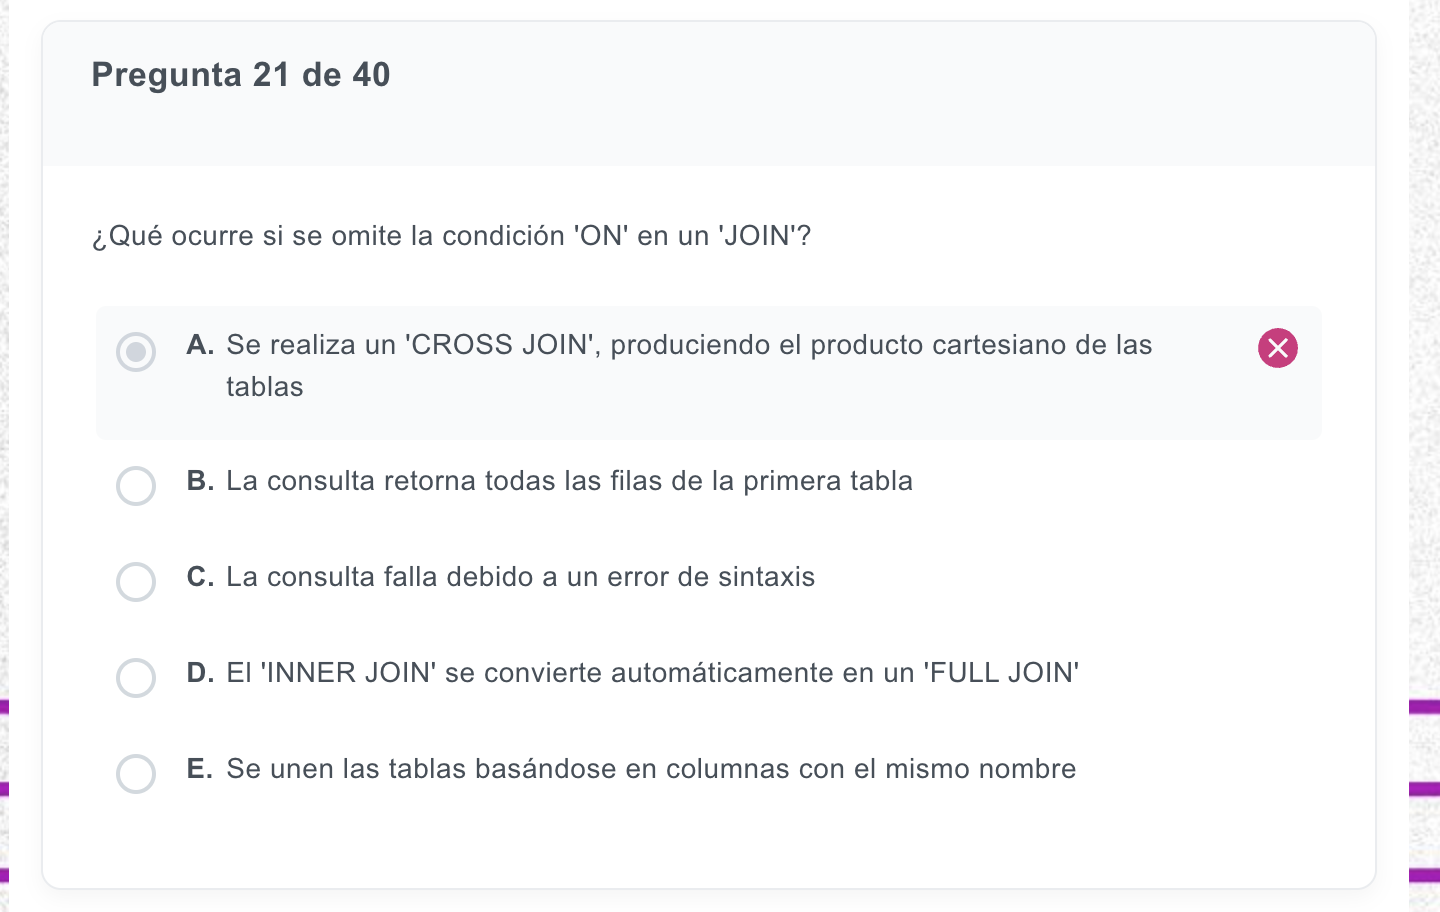 Pregunta 21 de 40
¿Qué ocurre si se omite la condición 'ON' en un 'JOIN'?
A. Se realiza un 'CROSS JOIN', produciendo el producto cartesiano de las
tablas
B. La consulta retorna todas las filas de la primera tabla
C. La consulta falla debido a un error de sintaxis
D. El 'INNER JOIN' se convierte automáticamente en un 'FULL JOIN'
E. Se unen las tablas basándose en columnas con el mismo nombre